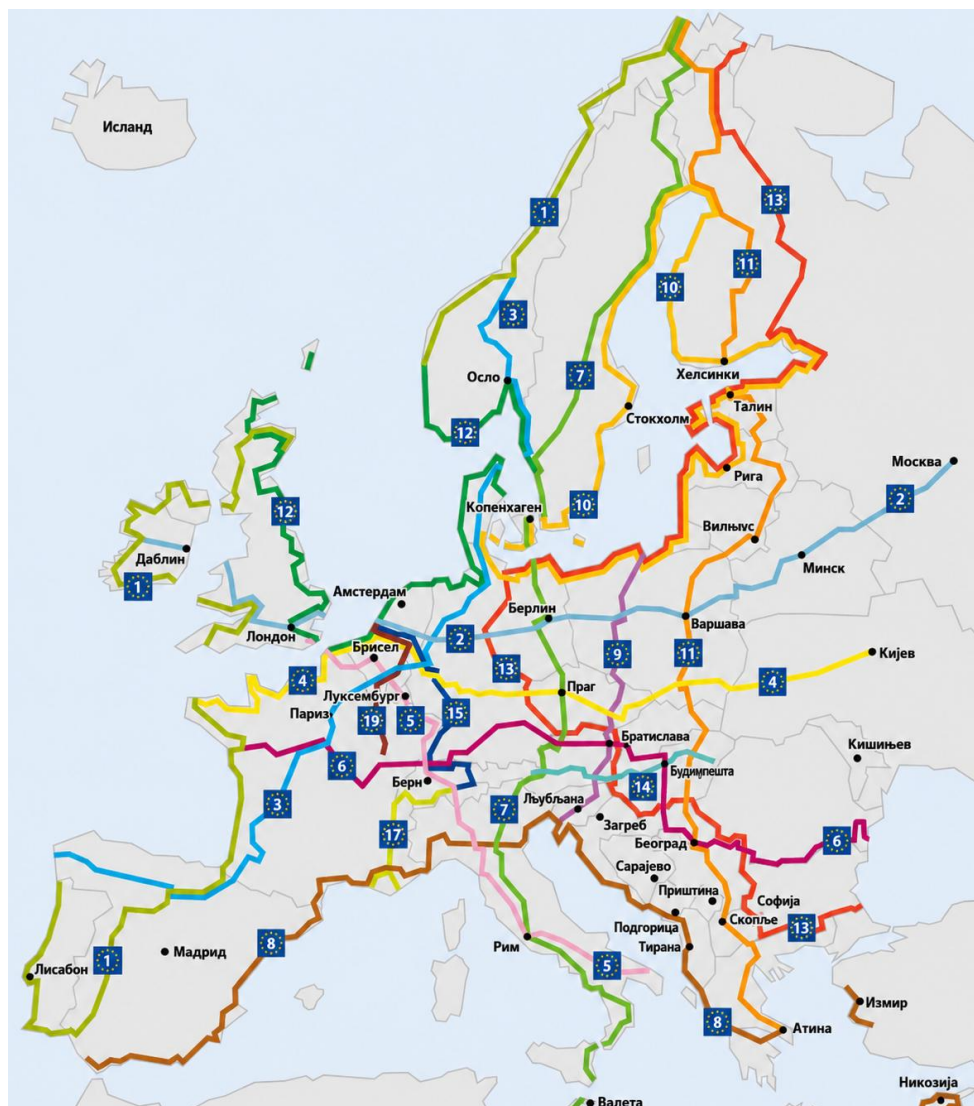 Исланд
1
13
11
10
3
Осло
7
Хелсинки
Талин
Стокхолм
12
Рига
Москва
2
Копенхаген
10
12
Вилњус
Даблин
Минск
1
Амстердам
Берлин
Варшава
Лондон
2
Брисел
9
11
Кијев
4
13
4
Праг
Луксембург
Париз
19
5
15
Братислава
Кишињев
6
Будимпешта
Берн
14
3
7
Љубљана
Загреб
17
Београд
6
Сарајево
Приштина
Софија
Подгорица
Скопље
13
Рим
Тирана
8
Мадрид
1
5
Лисабон
Измир
8
Атина
Никозија
Валета